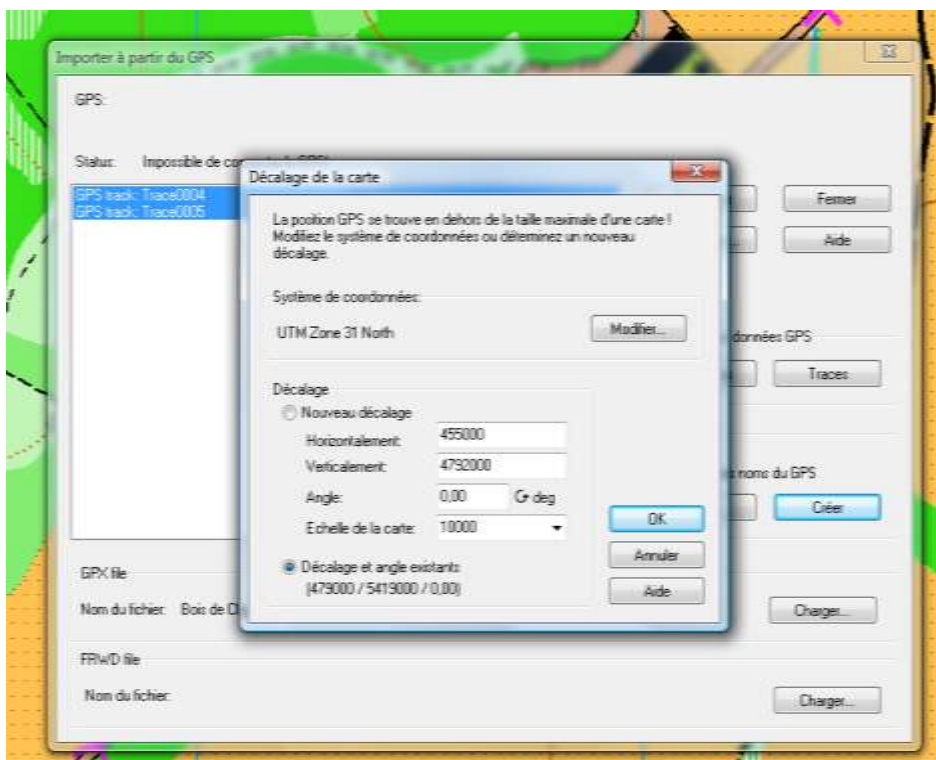 Importer à partir du GPS
GPS:
Status: Impossible de
GPS track: Trace0004
GPS track: Trace0005
Fermer
Aide
données GPS
Traces
noms du GPS
Créer
GPX file
Nom du fichier: Bois de
Charger...
FRWD file
Nom du fichier:
Charger...
Décalage de la carte
La position GPS se trouve en dehors de la taille maximale d'une carte !
Modifiez le système de coordonnées ou déterminez un nouveau
décalage.
Système de coordonnées:
UTM Zone 31 North
Modifier...
Décalage
Nouveau décalage
Horizontalement: 455000
Verticalement: 4792000
Angle: 0,00 deg
Echelle de la carte: 10000
Décalage et angle existants
(479000 / 5419000 / 0,00)
OK
Annuler
Aide